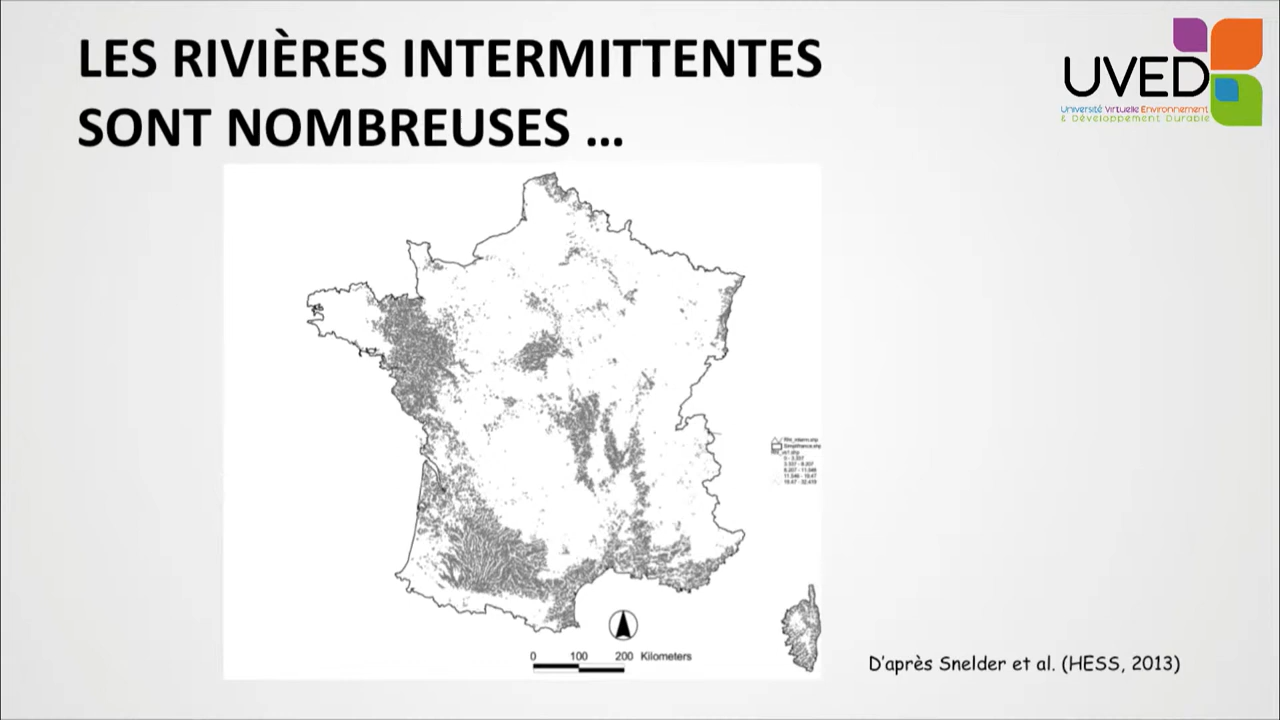 LES RIVIÈRES INTERMITTENTES
SONT NOMBREUSES ...
UVED
Université Virtuelle Environnement
& Développement Durable
0 100 200 Kilometers
D'après Snelder et al. (HESS, 2013)